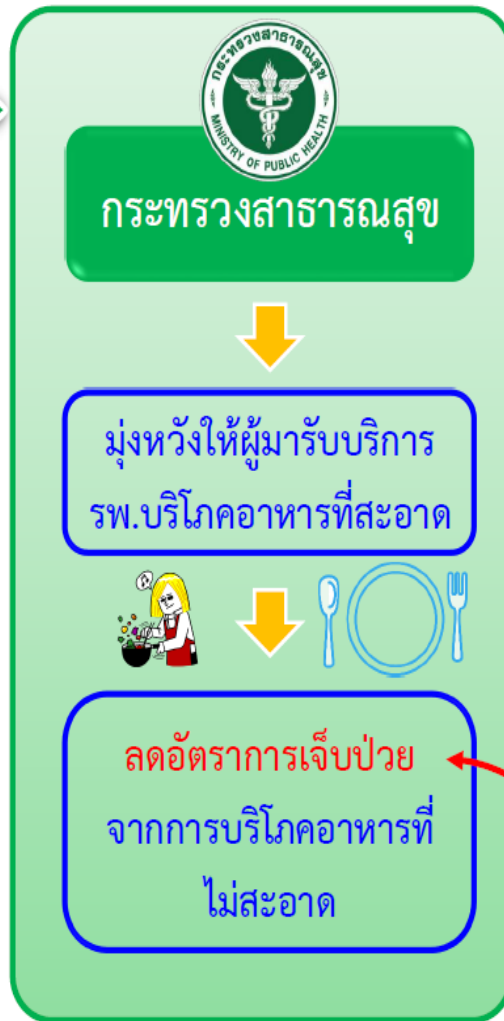 กระทรวงสาธารณสุข
MINISTRY OF PUBLIC HEALTH
กระทรวงสาธารณสุข
มุ่งหวังให้ผู้มารับบริการ
รพ.บริโภคอาหารที่สะอาด
ลดอัตราการเจ็บป่วย
จากการบริโภคอาหารที่
ไม่สะอาด